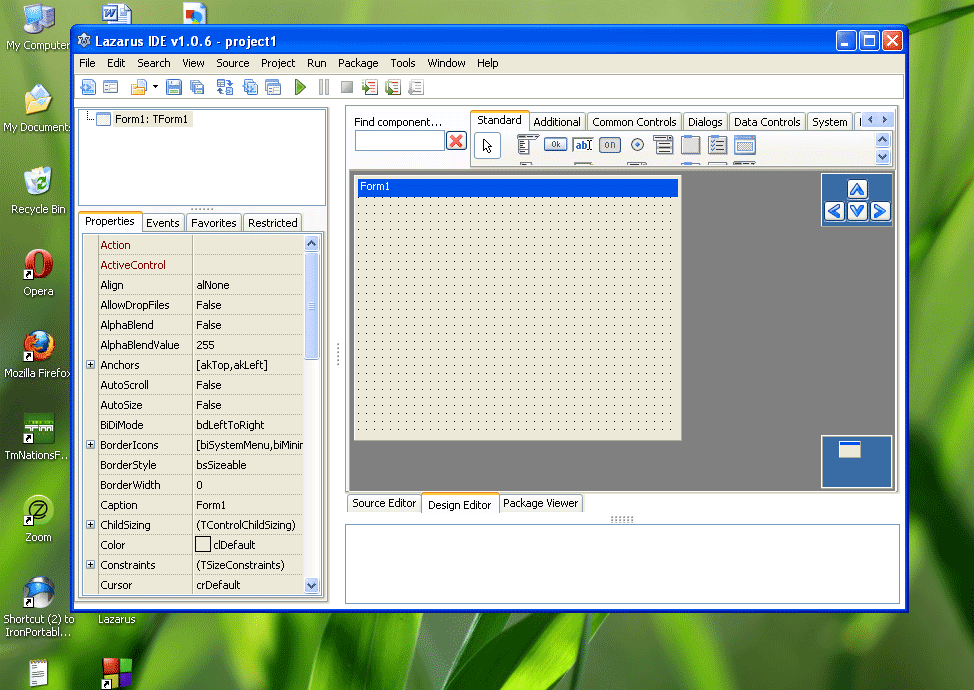 My Computer
My Document
Recycle Bin
Opera
Mozilla Firefox
TmNationsF...
Zoom
Shortcut (2) to
IronPortabl...
Lazarus
Lazarus IDE v1.0.6 - project1
File Edit Search View Source Project Run Package Tools Window Help
Form1: TForm1
Properties Events Favorites Restricted
Action
ActiveControl
Align alNone
AllowDropFiles False
AlphaBlend False
AlphaBlendValue 255
Anchors [akTop,akLeft]
AutoScroll False
AutoSize False
BiDiMode bdLeftToRight
BorderIcons [biSystemMenu,biMinir
BorderStyle bsSizeable
BorderWidth 0
Caption Form1
ChildSizing (TControlChildSizing)
Color clDefault
Constraints (TSizeConstraints)
Cursor crDefault
Find component...
Standard Additional Common Controls Dialogs Data Controls System
Ok ab on
Form1
Source Editor Design Editor Package Viewer